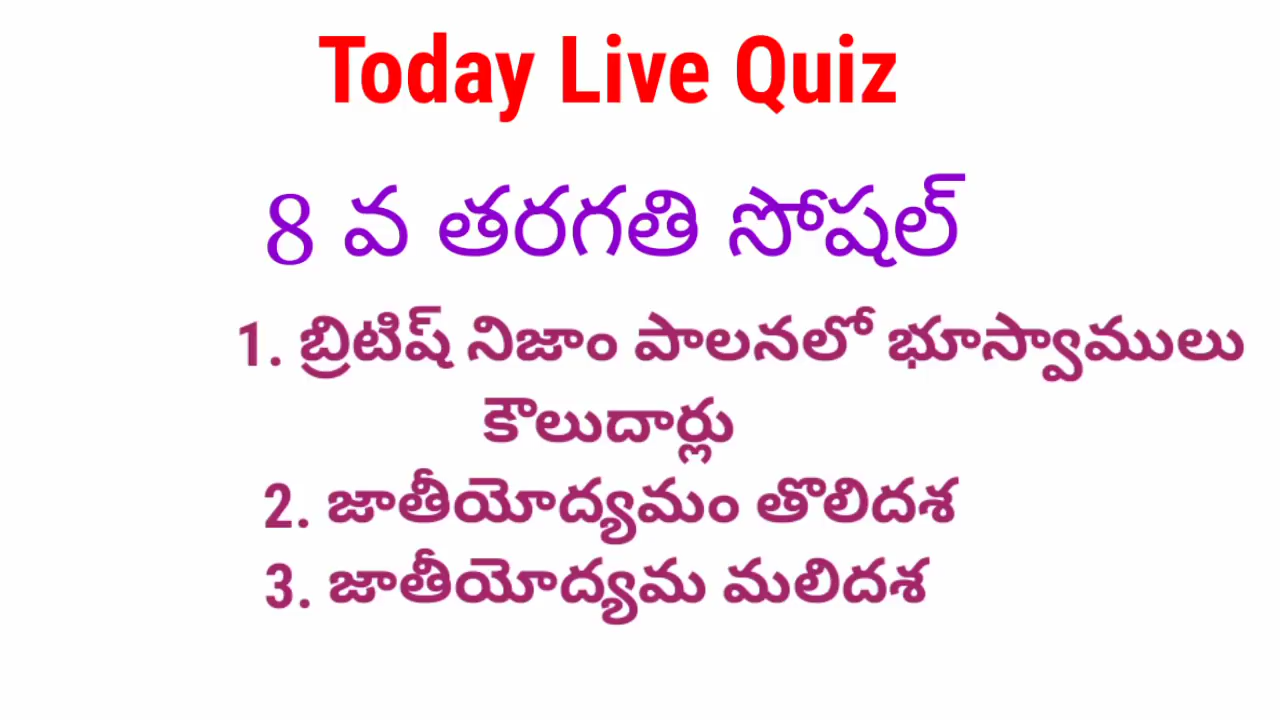 Today Live Quiz
8 వ తరగతి సోషల్
1. బ్రిటిష్ నిజాం పాలనలో భూస్వాములు
కౌలుదార్లు
2. జాతీయోద్యమం తొలిదశ
3. జాతీయోద్యమ మలిదశ